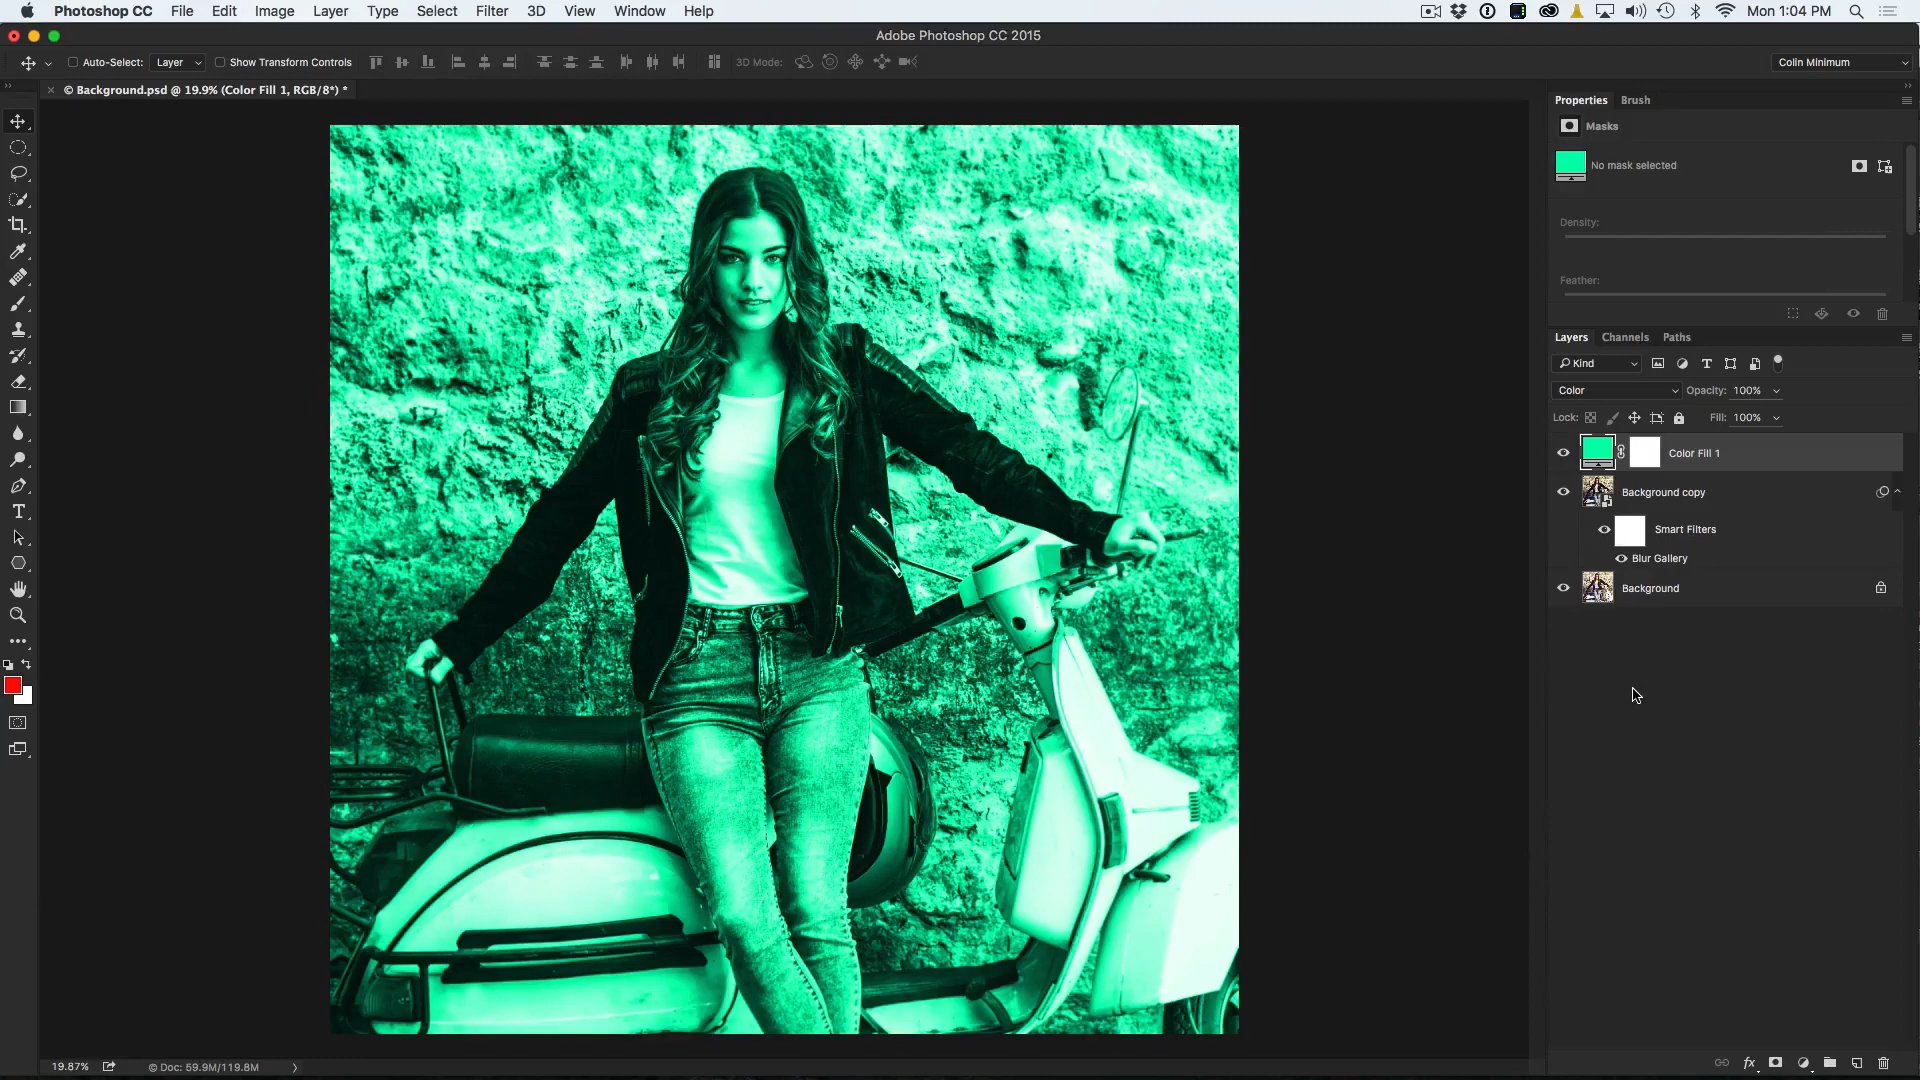 Photoshop CC File Edit Image Layer Type Select Filter 3D View Window Help Mon 1:04 PM
Adobe Photoshop CC 2015
Auto-Select: Layer Show Transform Controls 3D Mode: Colin Minimum
© Background.psd @ 19.9% (Color Fill 1, RGB/8*) *
Properties Brush
Masks
No mask selected
Density:
Feather:
Layers Channels Paths
Kind
Color Opacity: 100%
Lock: Fill: 100%
Color Fill 1
Background copy
Smart Filters
Blur Gallery
Background
19.87% © Doc: 59.9M/119.8M